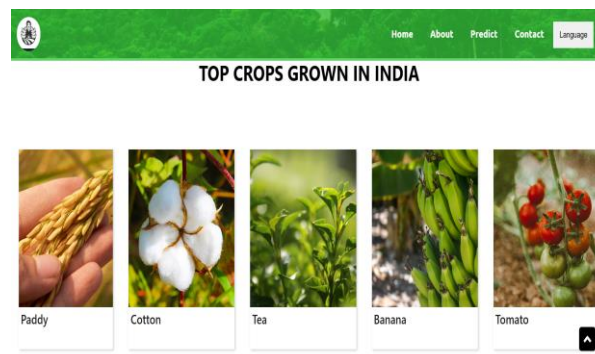 Home About Predict Contact Language
TOP CROPS GROWN IN INDIA
Paddy Cotton Tea Banana Tomato